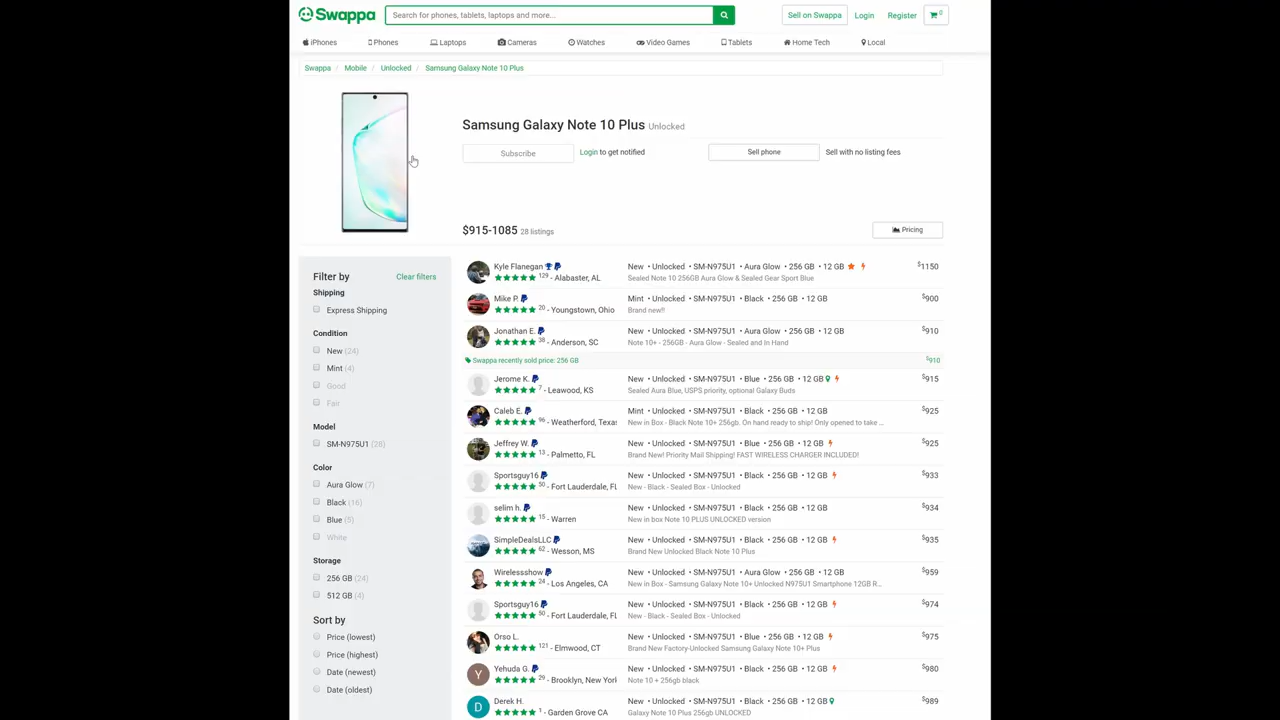 Swappa
Search for phones, tablets, laptops and more...
Sell on Swappa
Login
Register
0
iPhones
Phones
Laptops
Cameras
Watches
Video Games
Tablets
Home Tech
Local
Swappa / Mobile / Unlocked / Samsung Galaxy Note 10 Plus
Samsung Galaxy Note 10 Plus Unlocked
Subscribe
Login to get notified
Sell phone
Sell with no listing fees
$915-1085 28 listings
Pricing
Filter by
Clear filters
Shipping
Express Shipping
Condition
New (24)
Mint (4)
Good
Fair
Model
SM-N975U1 (28)
Color
Aura Glow (7)
Black (16)
Blue (5)
White
Storage
256 GB (24)
512 GB (4)
Sort by
Price (lowest)
Price (highest)
Date (newest)
Date (oldest)
Kyle Flanegan New • Unlocked • SM-N975U1 • Aura Glow • 256 GB • 12 GB $1150
129 - Alabaster, AL Sealed Note 10 256GB Aura Glow & Sealed Gear Sport Blue
Mike P. Mint • Unlocked • SM-N975U1 • Black • 256 GB • 12 GB $900
20 - Youngstown, Ohio Brand new!!
Jonathan E. New • Unlocked • SM-N975U1 • Aura Glow • 256 GB • 12 GB $910
38 - Anderson, SC Note 10+ - 256GB - Aura Glow - Sealed and In Hand
Swappa recently sold price: 256 GB $910
Jerome K. New • Unlocked • SM-N975U1 • Blue • 256 GB • 12 GB $915
7 - Leawood, KS Sealed Aura Blue, USPS priority, optional Galaxy Buds
Caleb E. Mint • Unlocked • SM-N975U1 • Black • 256 GB • 12 GB $925
96 - Weatherford, Texas New in Box - Black Note 10+ 256gb. On hand ready to ship! Only opened to take ...
Jeffrey W. New • Unlocked • SM-N975U1 • Blue • 256 GB • 12 GB $925
13 - Palmetto, FL Brand New! Priority Mail Shipping! FAST WIRELESS CHARGER INCLUDED!
Sportsguy16 New • Unlocked • SM-N975U1 • Black • 256 GB • 12 GB $933
50 - Fort Lauderdale, FL New - Black - Sealed Box - Unlocked
selim h. New • Unlocked • SM-N975U1 • Black • 256 GB • 12 GB $934
15 - Warren New in box Note 10 PLUS UNLOCKED version
SimpleDealsLLC New • Unlocked • SM-N975U1 • Black • 256 GB • 12 GB $935
62 - Wesson, MS Brand New Unlocked Black Note 10 Plus
Wirelessshow New • Unlocked • SM-N975U1 • Aura Glow • 256 GB • 12 GB $959
24 - Los Angeles, CA New in Box - Samsung Galaxy Note 10+ Unlocked N975U1 Smartphone 12GB R...
Sportsguy16 New • Unlocked • SM-N975U1 • Black • 256 GB • 12 GB $974
50 - Fort Lauderdale, FL New - Black - Sealed Box - Unlocked
Orso L. New • Unlocked • SM-N975U1 • Blue • 256 GB • 12 GB $975
121 - Elmwood, CT Brand New Factory-Unlocked Samsung Galaxy Note 10+ Plus
Y Yehuda G. New • Unlocked • SM-N975U1 • Black • 256 GB • 12 GB $980
29 - Brooklyn, New York Note 10 + 256gb black
D Derek H. New • Unlocked • SM-N975U1 • Black • 256 GB • 12 GB $989
1 - Garden Grove CA Galaxy Note 10 Plus 256gb UNLOCKED